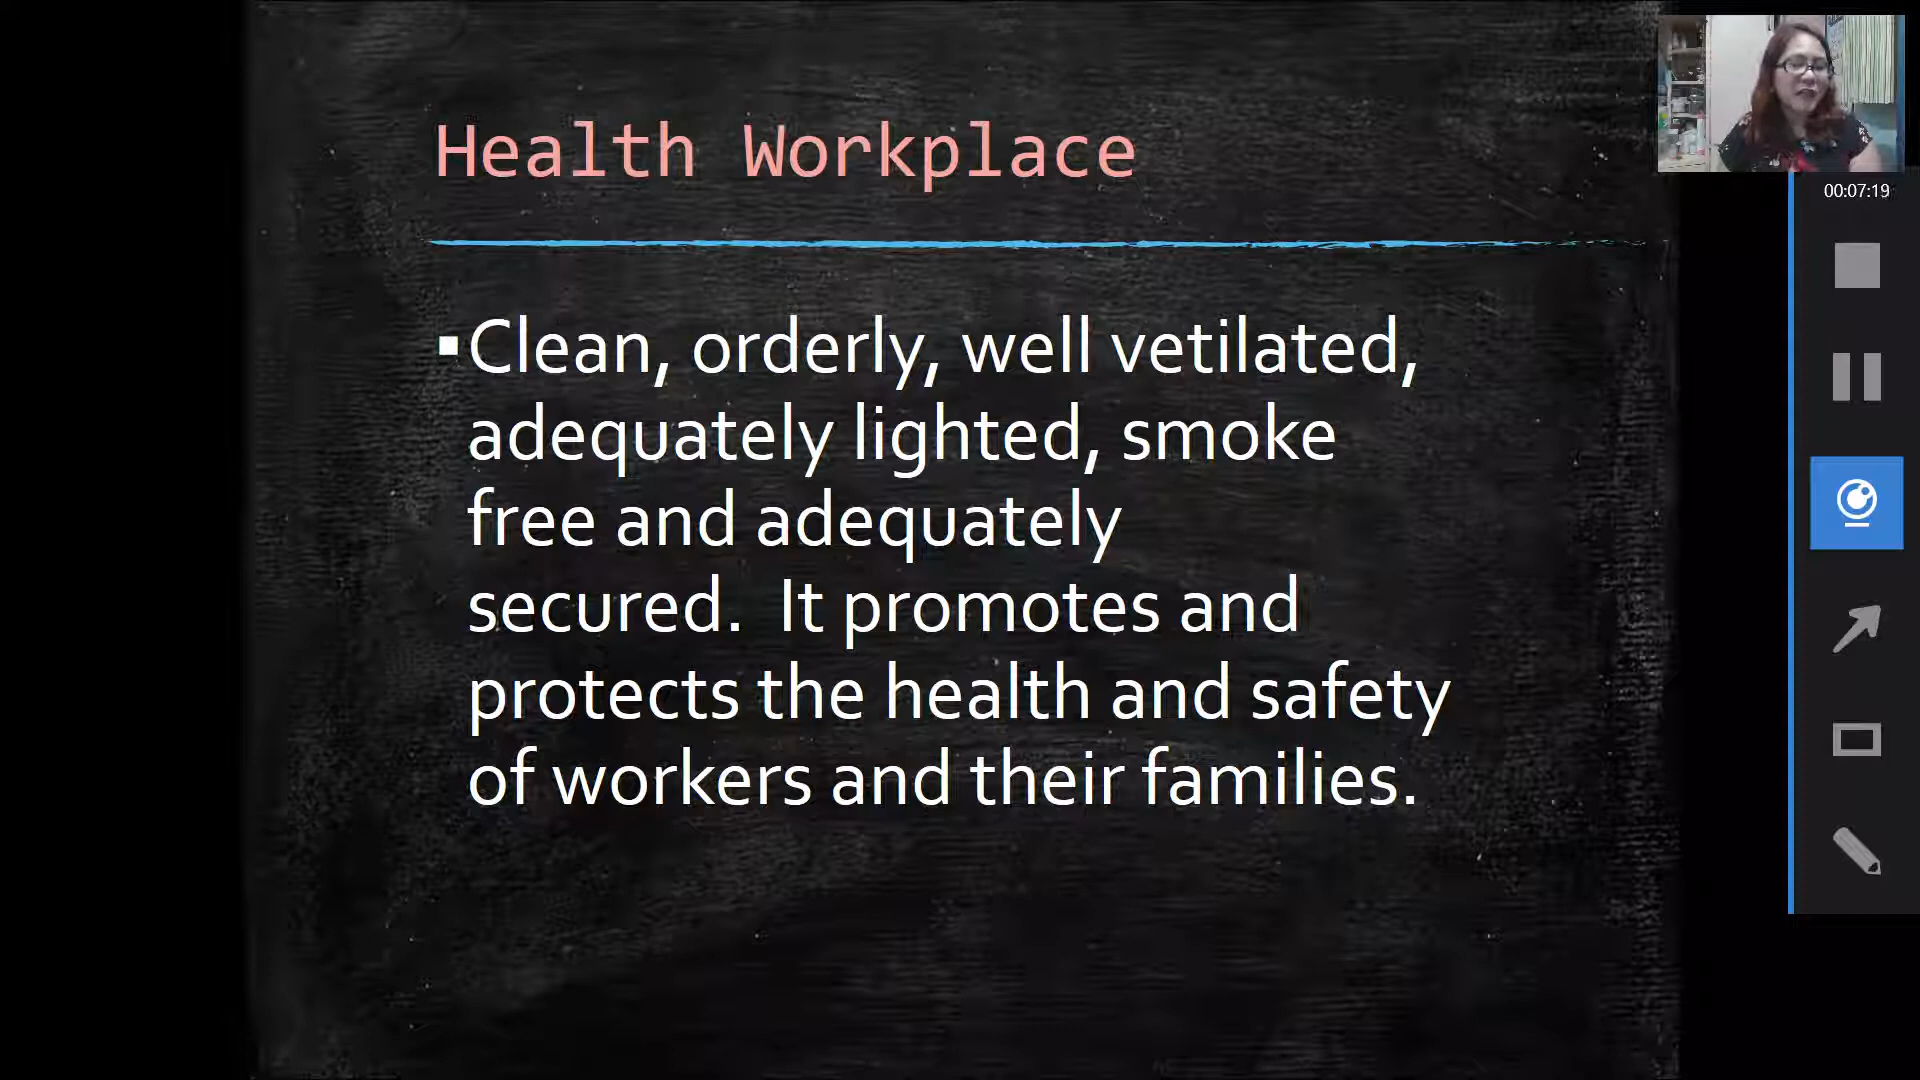 Health Workplace
00:07:19
▪Clean, orderly, well vetilated,
adequately lighted, smoke
free and adequately
secured.  It promotes and
protects the health and safety
of workers and their families.